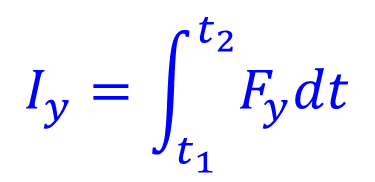 I_y = ∫_{t_1}^{t_2} F_y dt